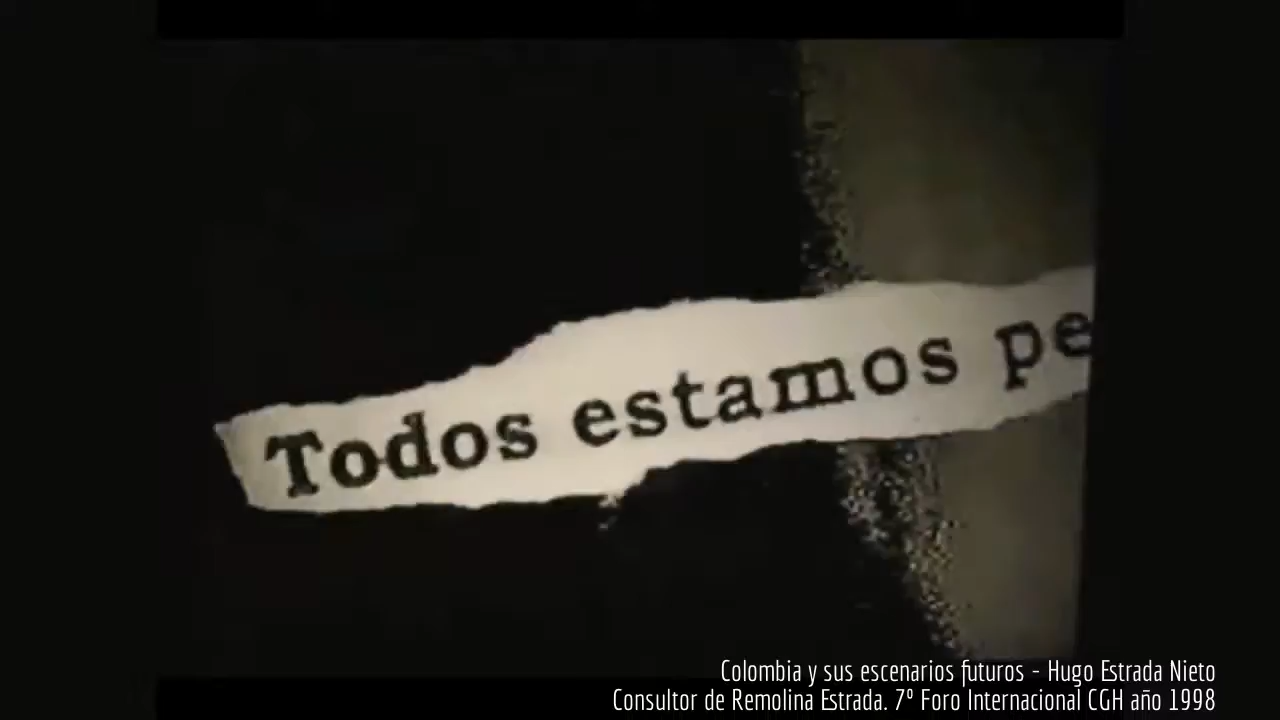 Todos estamos pe
Colombia y sus escenarios futuros - Hugo Estrada Nieto
Consultor de Remolina Estrada. 7º Foro Internacional CGH año 1998